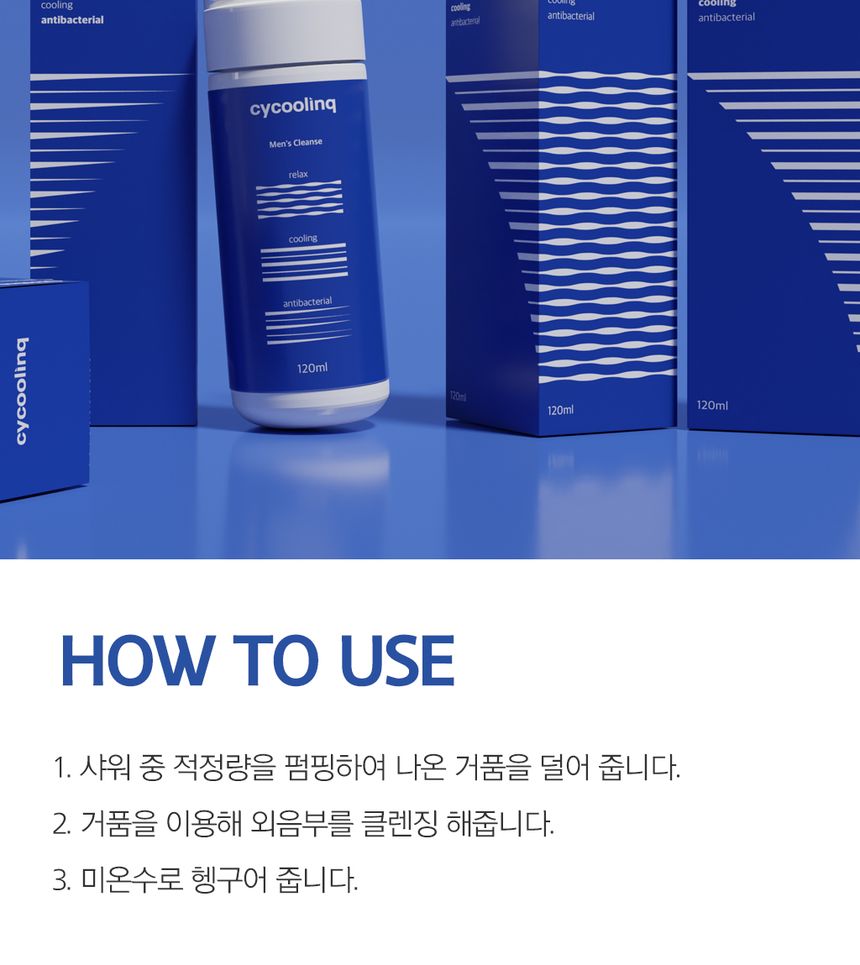 cooling
antibacterial
cycoolinq
Men's Cleanse
relax
cooling
antibacterial
120ml
cycoolinq
cooling
antibacterial
120ml
cooling
antibacterial
120ml
cooling
antibacterial
120ml
HOW TO USE
1. 샤워 중 적정량을 펌핑하여 나온 거품을 덜어 줍니다.
2. 거품을 이용해 외음부를 클렌징 해줍니다.
3. 미온수로 헹구어 줍니다.